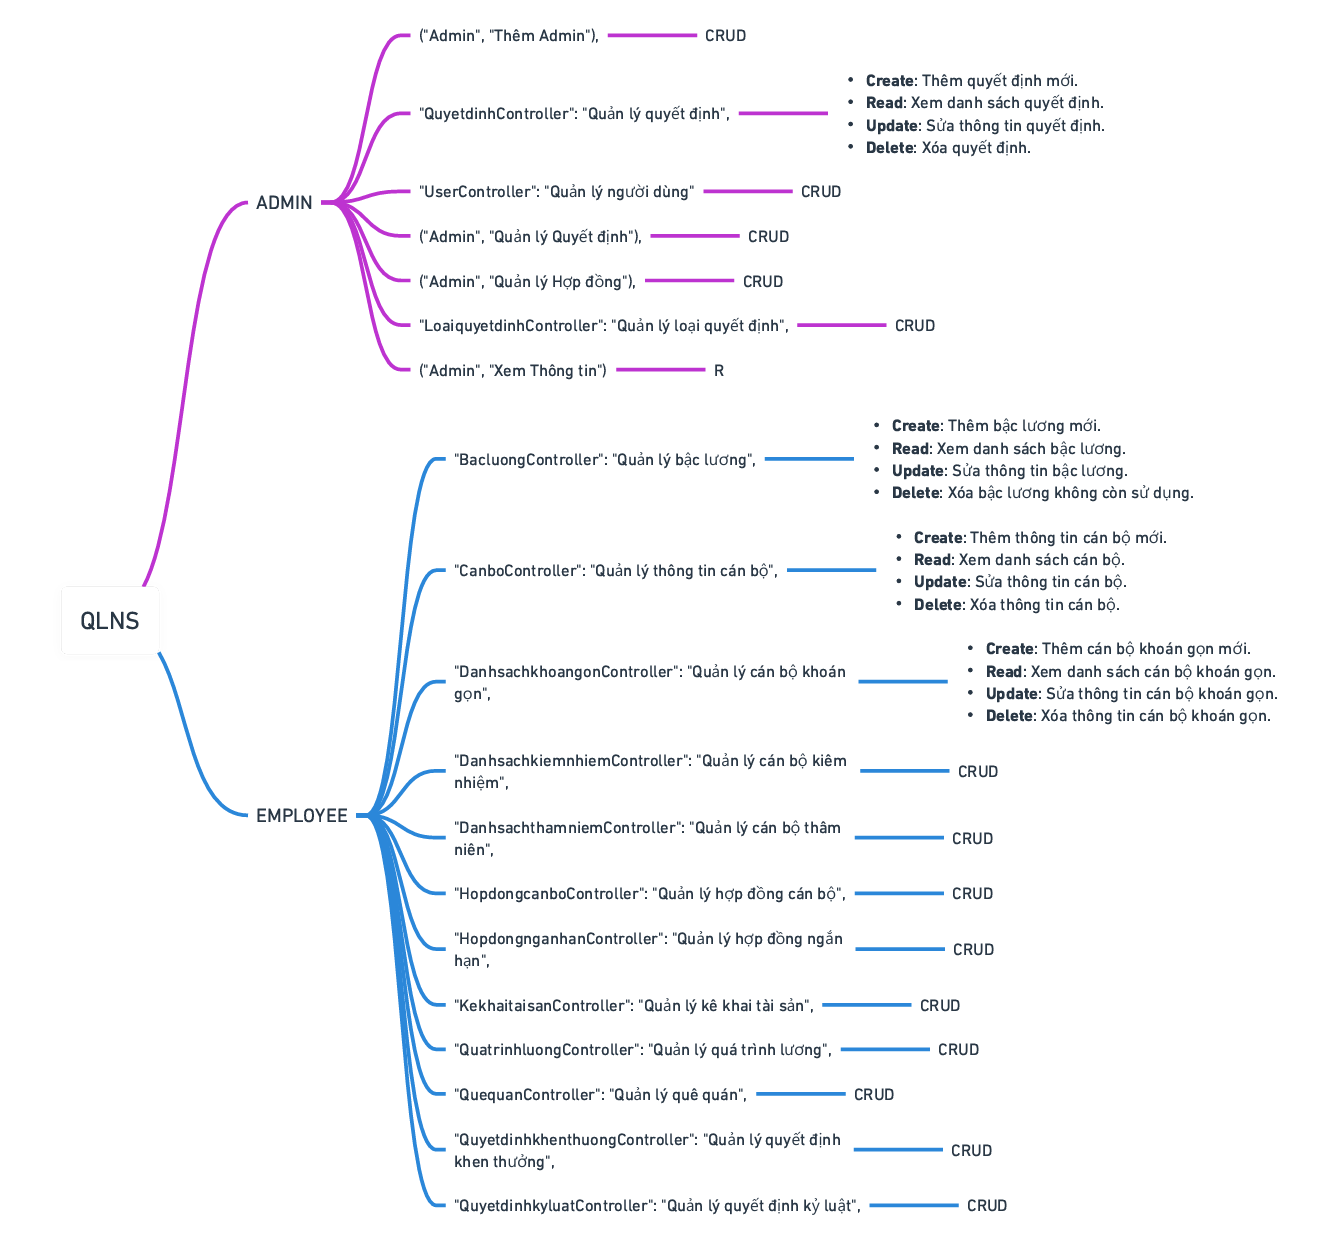 ("Admin", "Thêm Admin"),
CRUD
"QuyetdinhController": "Quản lý quyết định",
• Create: Thêm quyết định mới.
• Read: Xem danh sách quyết định.
• Update: Sửa thông tin quyết định.
• Delete: Xóa quyết định.
"UserController": "Quản lý người dùng"
CRUD
ADMIN
("Admin", "Quản lý Quyết định"),
CRUD
("Admin", "Quản lý Hợp đồng"),
CRUD
"LoaiquyetdinhController": "Quản lý loại quyết định",
CRUD
("Admin", "Xem Thông tin")
R
QLNS
"BacluongController": "Quản lý bậc lương",
• Create: Thêm bậc lương mới.
• Read: Xem danh sách bậc lương.
• Update: Sửa thông tin bậc lương.
• Delete: Xóa bậc lương không còn sử dụng.
"CanboController": "Quản lý thông tin cán bộ",
• Create: Thêm thông tin cán bộ mới.
• Read: Xem danh sách cán bộ.
• Update: Sửa thông tin cán bộ.
• Delete: Xóa thông tin cán bộ.
"DanhsachkhoangonController": "Quản lý cán bộ khoán
gọn",
• Create: Thêm cán bộ khoán gọn mới.
• Read: Xem danh sách cán bộ khoán gọn.
• Update: Sửa thông tin cán bộ khoán gọn.
• Delete: Xóa thông tin cán bộ khoán gọn.
"DanhsachkiemnhiemController": "Quản lý cán bộ kiêm
nhiệm",
CRUD
EMPLOYEE
"DanhsachthamniemController": "Quản lý cán bộ thâm
niên",
CRUD
"HopdongcanboController": "Quản lý hợp đồng cán bộ",
CRUD
"HopdongnganhanController": "Quản lý hợp đồng ngắn
hạn",
CRUD
"KekhaitaisanController": "Quản lý kê khai tài sản",
CRUD
"QuatrinhluongController": "Quản lý quá trình lương",
CRUD
"QuequanController": "Quản lý quê quán",
CRUD
"QuyetdinhkhenthuongController": "Quản lý quyết định
khen thưởng",
CRUD
"QuyetdinhkyluatController": "Quản lý quyết định kỷ luật",
CRUD